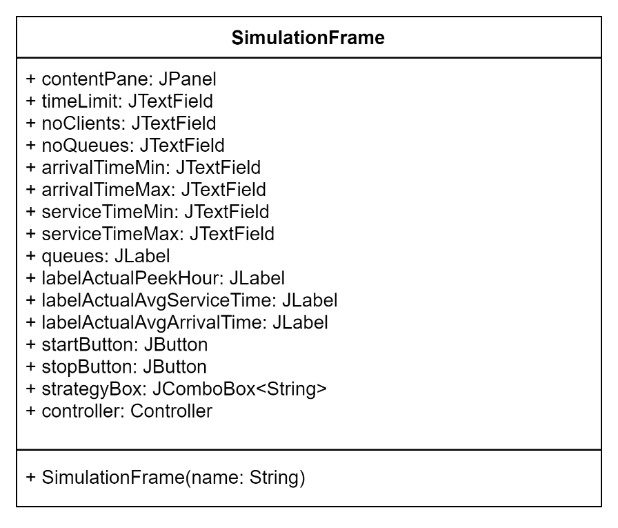 SimulationFrame
+ contentPane: JPanel
+ timeLimit: JTextField
+ noClients: JTextField
+ noQueues: JTextField
+ arrivalTimeMin: JTextField
+ arrivalTimeMax: JTextField
+ serviceTimeMin: JTextField
+ serviceTimeMax: JTextField
+ queues: JLabel
+ labelActualPeekHour: JLabel
+ labelActualAvgServiceTime: JLabel
+ labelActualAvgArrivalTime: JLabel
+ startButton: JButton
+ stopButton: JButton
+ strategyBox: JComboBox<String>
+ controller: Controller
+ SimulationFrame(name: String)